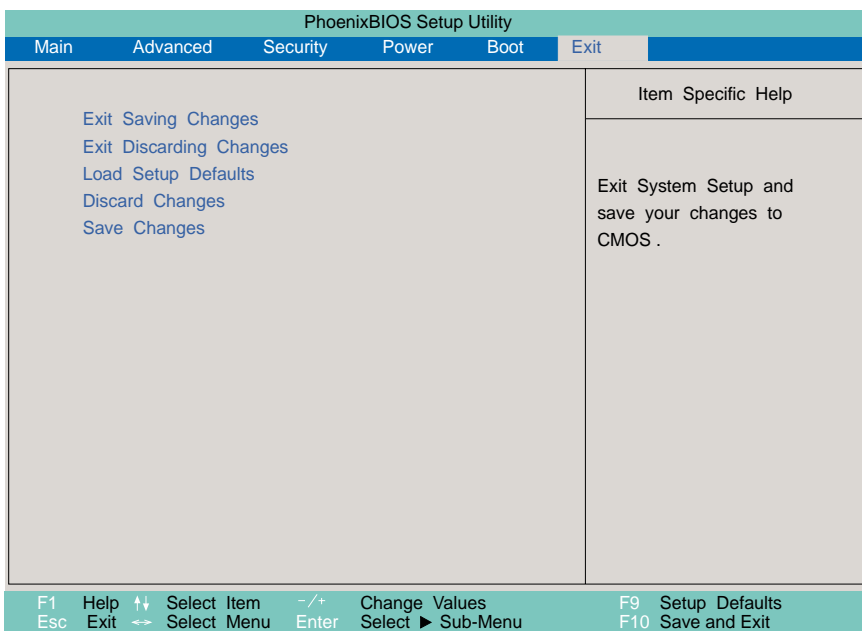 PhoenixBIOS Setup Utility
Main Advanced Security Power Boot Exit
Item Specific Help
Exit Saving Changes
Exit Discarding Changes
Load Setup Defaults
Discard Changes
Save Changes
Exit System Setup and
save your changes to
CMOS .
F1 Help ↑↓ Select Item -/+ Change Values F9 Setup Defaults
Esc Exit ↔ Select Menu Enter Select ▶ Sub-Menu F10 Save and Exit